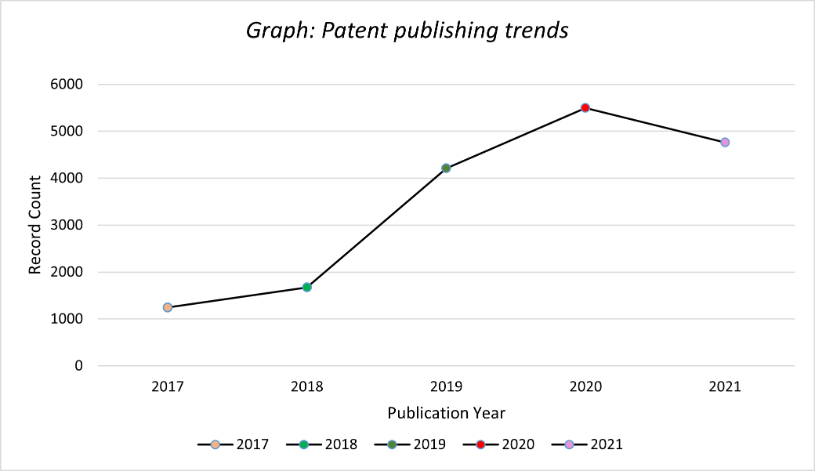 Graph: Patent publishing trends
6000
5000
4000
3000
2000
1000
0
Record Count
2017 2018 2019 2020 2021
Publication Year
2017 2018 2019 2020 2021